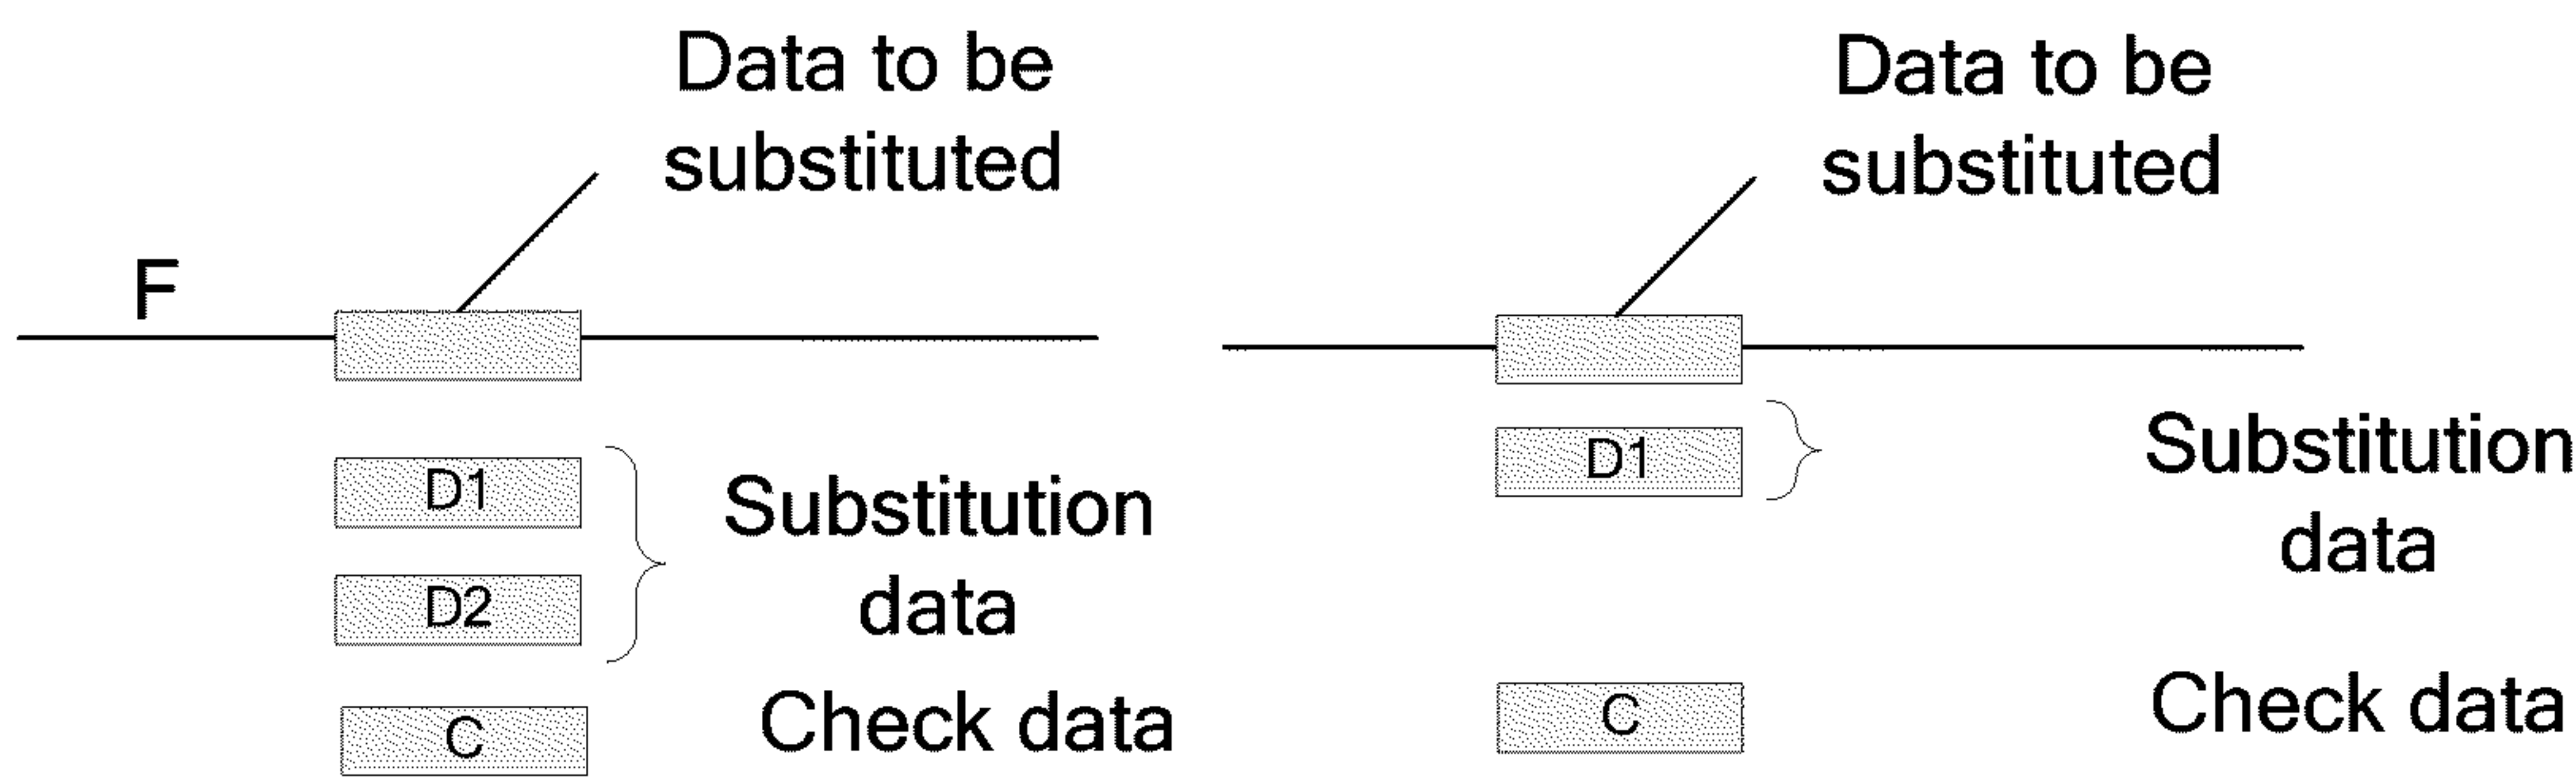 Data to be
substituted
F
D1
D2
Substitution
data
C
Check data
Data to be
substituted
D1
Substitution
data
C
Check data